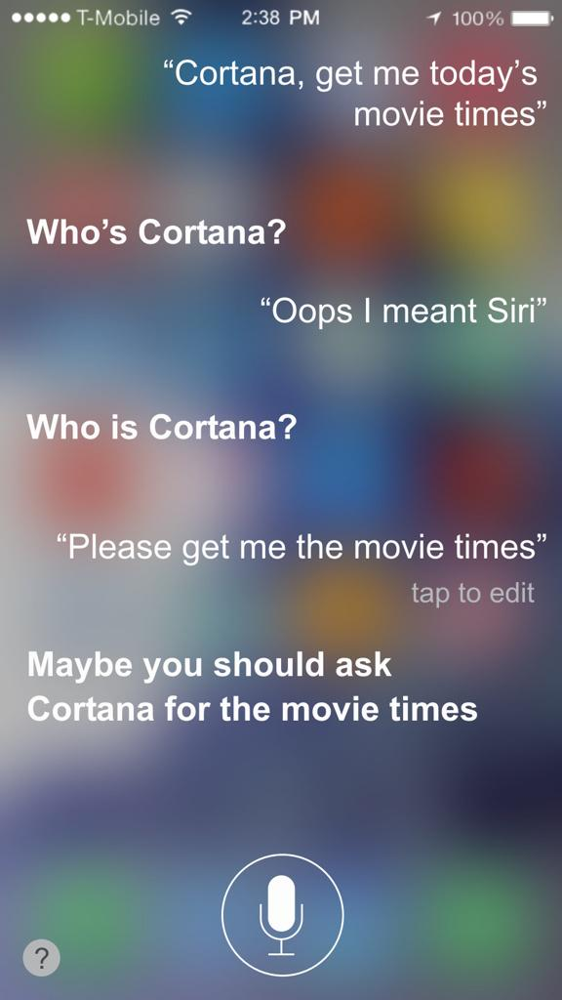 T-Mobile 2:38 PM 100%
“Cortana, get me today’s
movie times”
Who’s Cortana?
“Oops I meant Siri”
Who is Cortana?
“Please get me the movie times”
tap to edit
Maybe you should ask
Cortana for the movie times
?